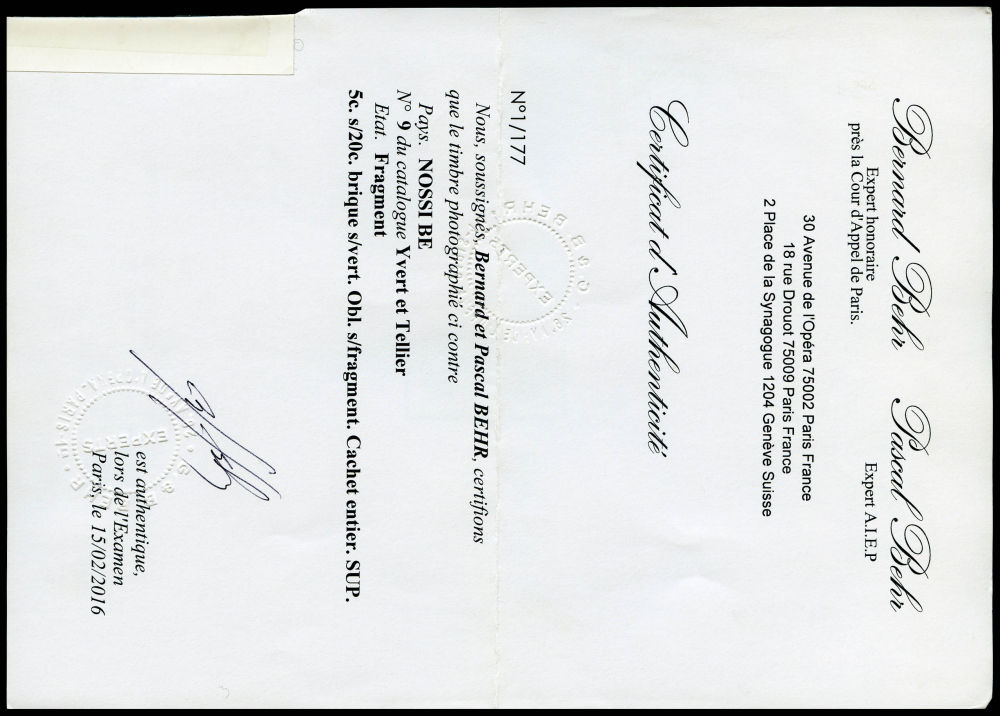 Bernard Behr Pascal Behr
Expert honoraire Expert A.I.E.P
près la Cour d'Appel de Paris.
30 Avenue de l'Opéra 75002 Paris France
18 rue Drouot 75009 Paris France
2 Place de la Synagogue 1204 Genève Suisse
Certificat d'Authenticité
N°1/177
Nous, soussignés, Bernard et Pascal BEHR, certifions
que le timbre photographié ci contre
Pays. NOSSI BE
N° 9 du catalogue Yvert et Tellier
Etat. Fragment
5c. s/20c. brique s/vert. Obl. s/fragment. Cachet entier. SUP.
est authentique,
lors de l'Examen
Paris, le 15/02/2016